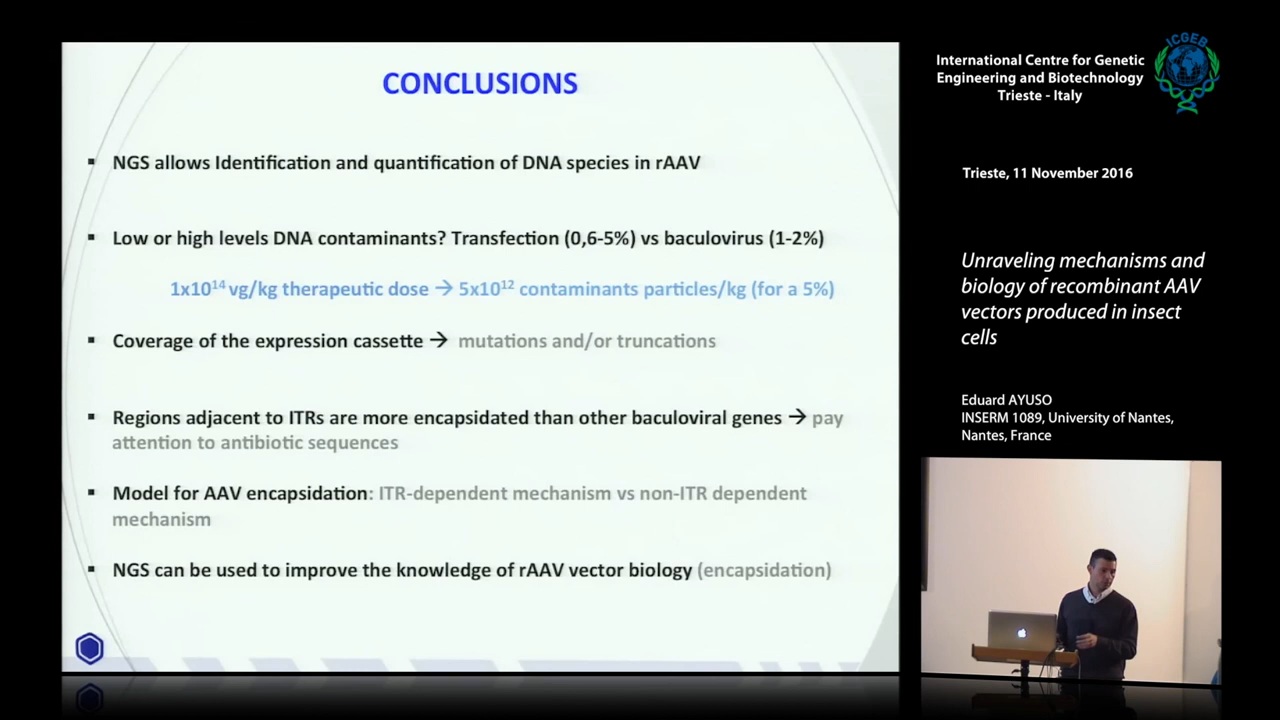 CONCLUSIONS
▪ NGS allows Identification and quantification of DNA species in rAAV
▪ Low or high levels DNA contaminants? Transfection (0,6-5%) vs baculovirus (1-2%)
1x10¹⁴ vg/kg therapeutic dose → 5x10¹² contaminants particles/kg (for a 5%)
▪ Coverage of the expression cassette → mutations and/or truncations
▪ Regions adjacent to ITRs are more encapsidated than other baculoviral genes → pay
attention to antibiotic sequences
▪ Model for AAV encapsidation: ITR-dependent mechanism vs non-ITR dependent
mechanism
▪ NGS can be used to improve the knowledge of rAAV vector biology (encapsidation)
International Centre for Genetic
Engineering and Biotechnology
Trieste - Italy
ICGEB
Trieste, 11 November 2016
Unraveling mechanisms and
biology of recombinant AAV
vectors produced in insect
cells
Eduard AYUSO
INSERM 1089, University of Nantes,
Nantes, France